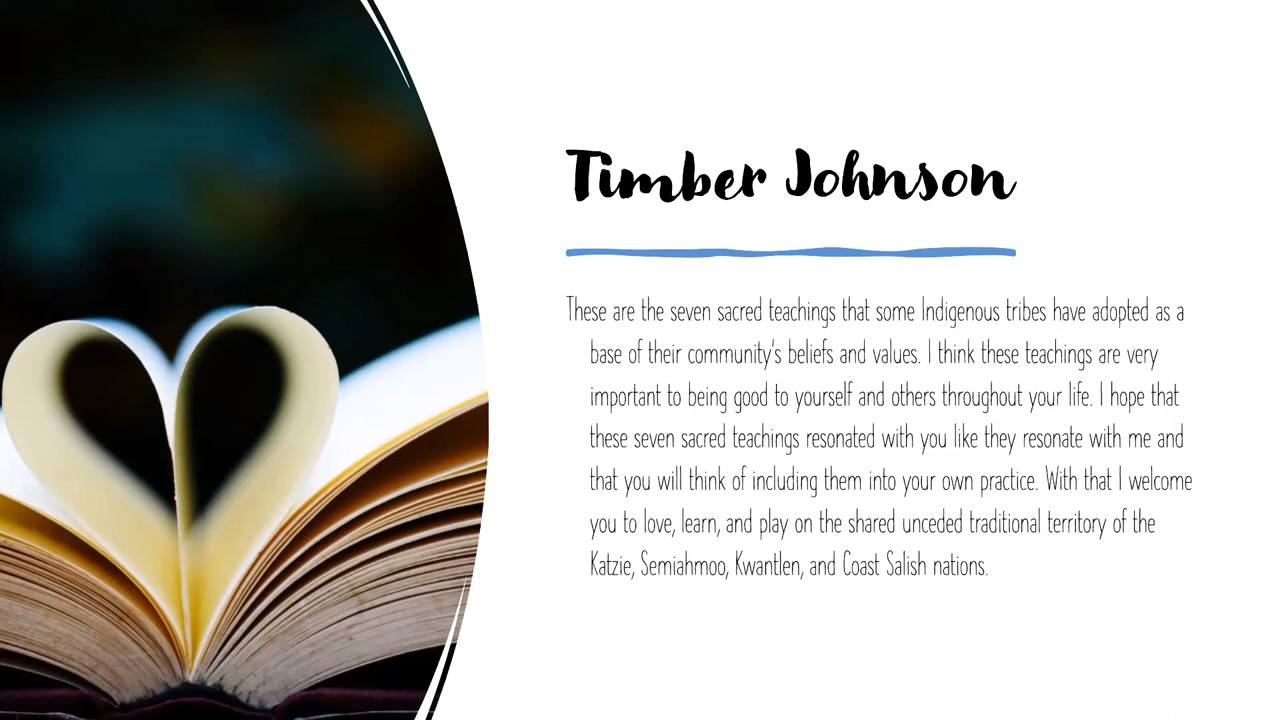 Timber Johnson
These are the seven sacred teachings that some Indigenous tribes have adopted as a
base of their community's beliefs and values. I think these teachings are very
important to being good to yourself and others throughout your life. I hope that
these seven sacred teachings resonated with you like they resonate with me and
that you will think of including them into your own practice. With that I welcome
you to love, learn, and play on the shared unceded traditional territory of the
Katzie, Semiahmoo, Kwantlen, and Coast Salish nations.